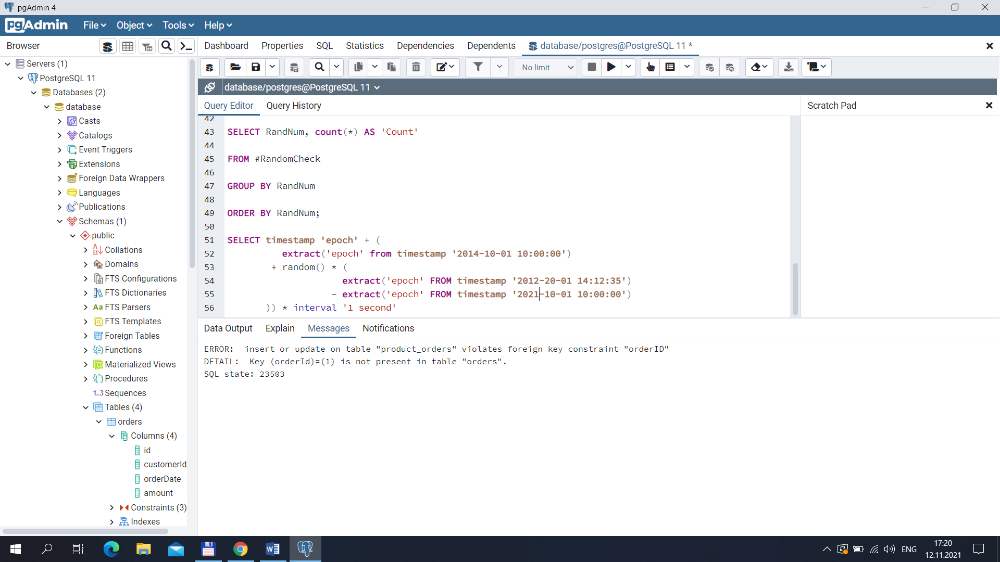 pgAdmin 4
pgAdmin File Object Tools Help
Browser
Dashboard Properties SQL Statistics Dependencies Dependents database/postgres@PostgreSQL 11 *
No limit
database/postgres@PostgreSQL 11
Query Editor Query History
Scratch Pad
Servers (1)
PostgreSQL 11
Databases (2)
database
Casts
Catalogs
Event Triggers
Extensions
Foreign Data Wrappers
Languages
Publications
Schemas (1)
public
Collations
Domains
FTS Configurations
FTS Dictionaries
Aa FTS Parsers
FTS Templates
Foreign Tables
Functions
Materialized Views
Procedures
1..3 Sequences
Tables (4)
orders
Columns (4)
id
customerId
orderDate
amount
Constraints (3)
Indexes
42
43 SELECT RandNum, count(*) AS 'Count'
44
45 FROM #RandomCheck
46
47 GROUP BY RandNum
48
49 ORDER BY RandNum;
50
51 SELECT timestamp 'epoch' + (
52 extract('epoch' from timestamp '2014-10-01 10:00:00')
53 + random() * (
54 extract('epoch' FROM timestamp '2012-20-01 14:12:35')
55 - extract('epoch' FROM timestamp '2021-10-01 10:00:00')
56 )) * interval '1 second'
Data Output Explain Messages Notifications
ERROR: insert or update on table "product_orders" violates foreign key constraint "orderID"
DETAIL: Key (orderId)=(1) is not present in table "orders".
SQL state: 23503
ENG
17:20
12.11.2021